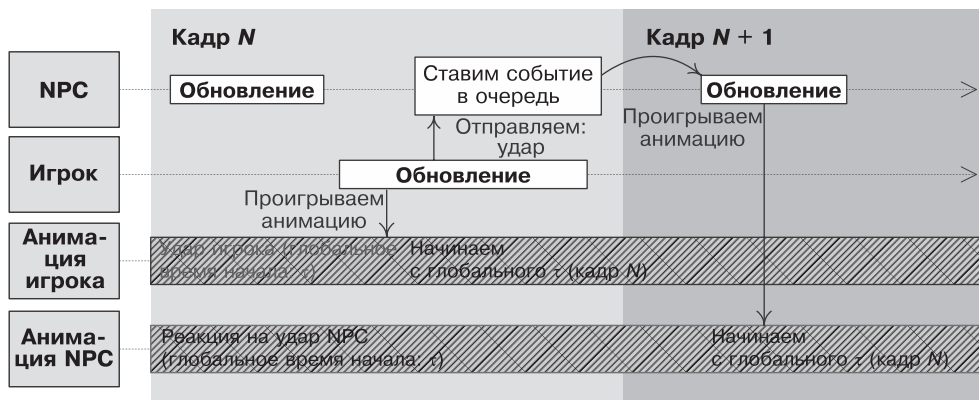 Кадр N
Кадр N + 1
NPC
Обновление
Ставим событие
в очередь
Обновление
Отправляем:
удар
Проигрываем
анимацию
Игрок
Обновление
Проигрываем
анимацию
Анима-
ция
игрока
Удар игрока (глобальное
время начала: τ)
Начинаем
с глобального τ (кадр N)
Анима-
ция NPC
Реакция на удар NPC
(глобальное время начала: τ)
Начинаем
с глобального τ (кадр N)